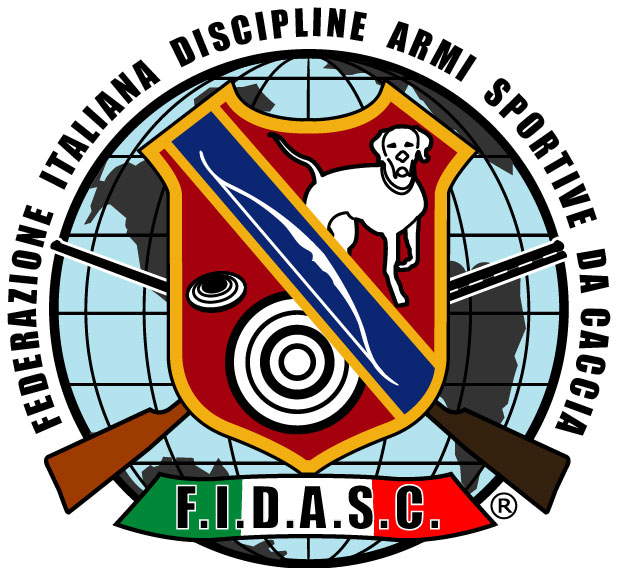 FEDERAZIONE ITALIANA DISCIPLINE ARMI SPORTIVE DA CACCIA
F.I.D.A.S.C.
®